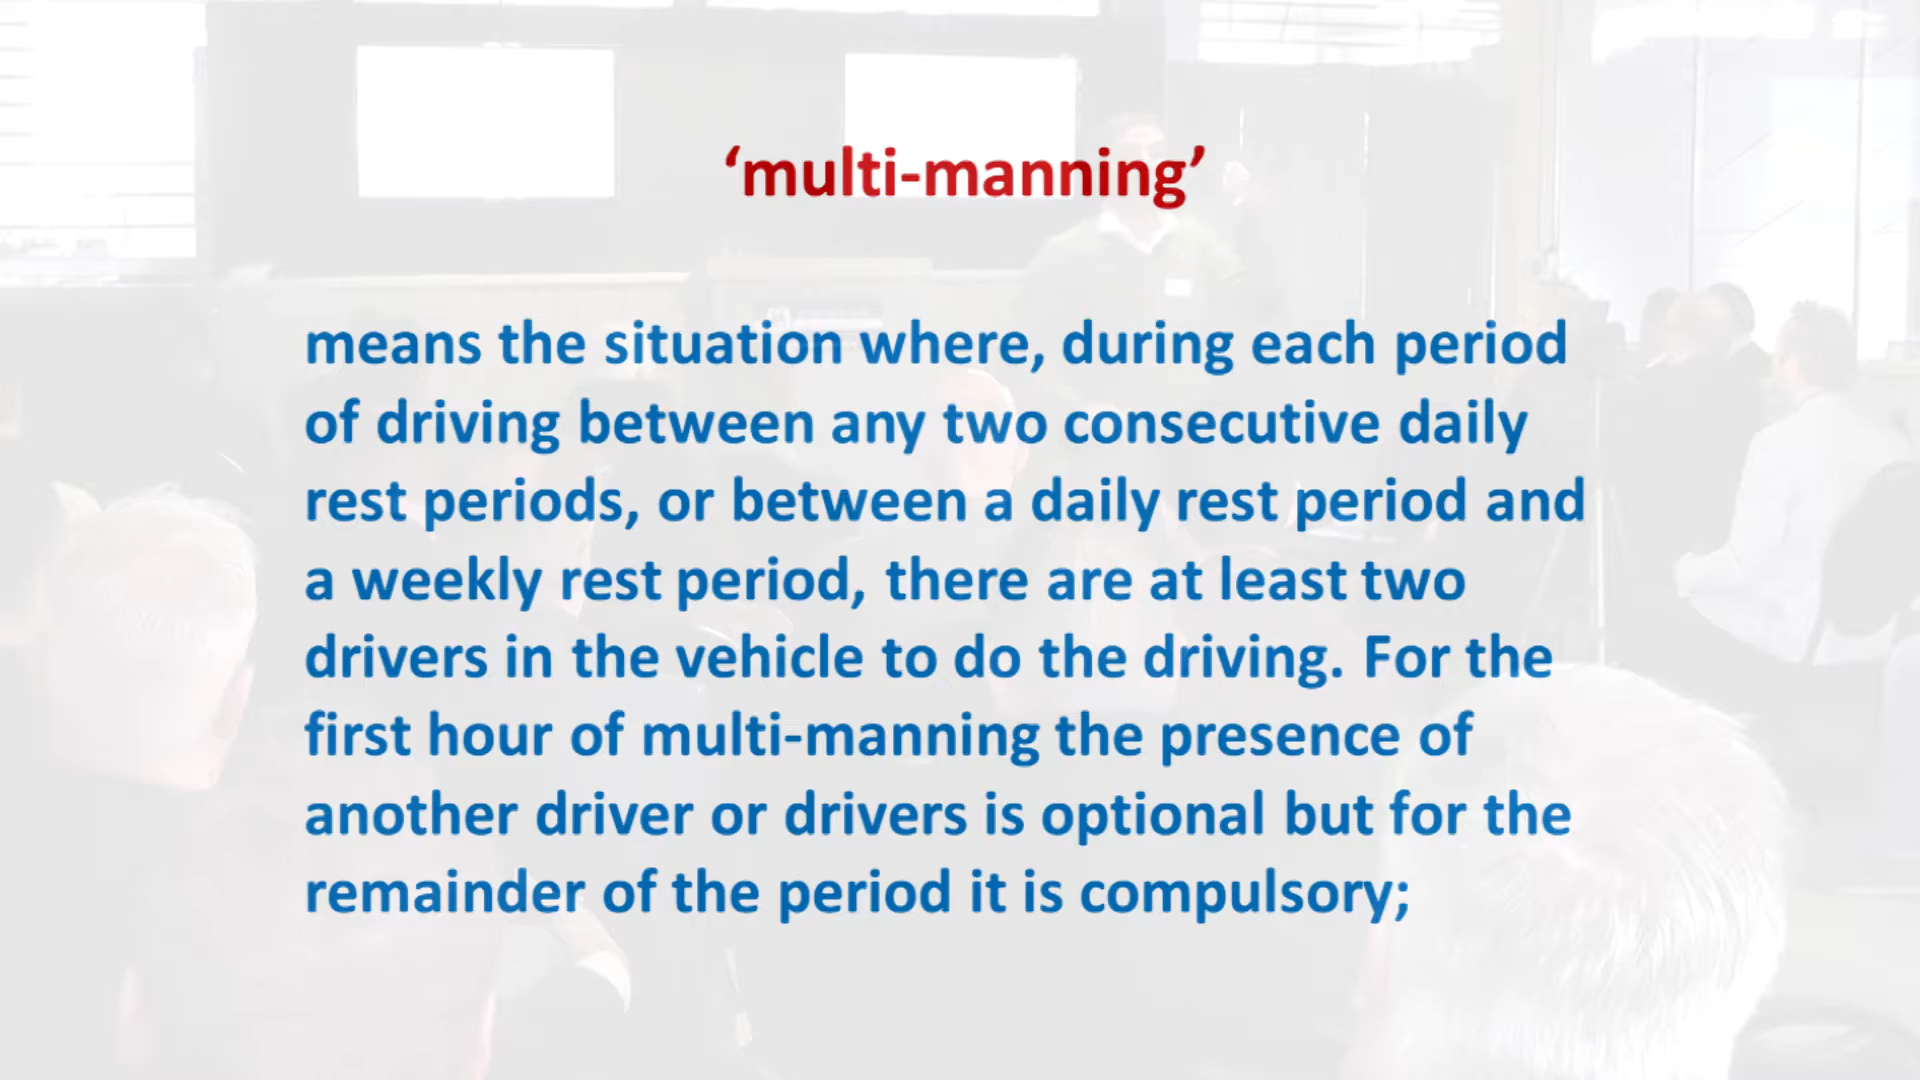 ‘multi-manning’
means the situation where, during each period
of driving between any two consecutive daily
rest periods, or between a daily rest period and
a weekly rest period, there are at least two
drivers in the vehicle to do the driving. For the
first hour of multi-manning the presence of
another driver or drivers is optional but for the
remainder of the period it is compulsory;